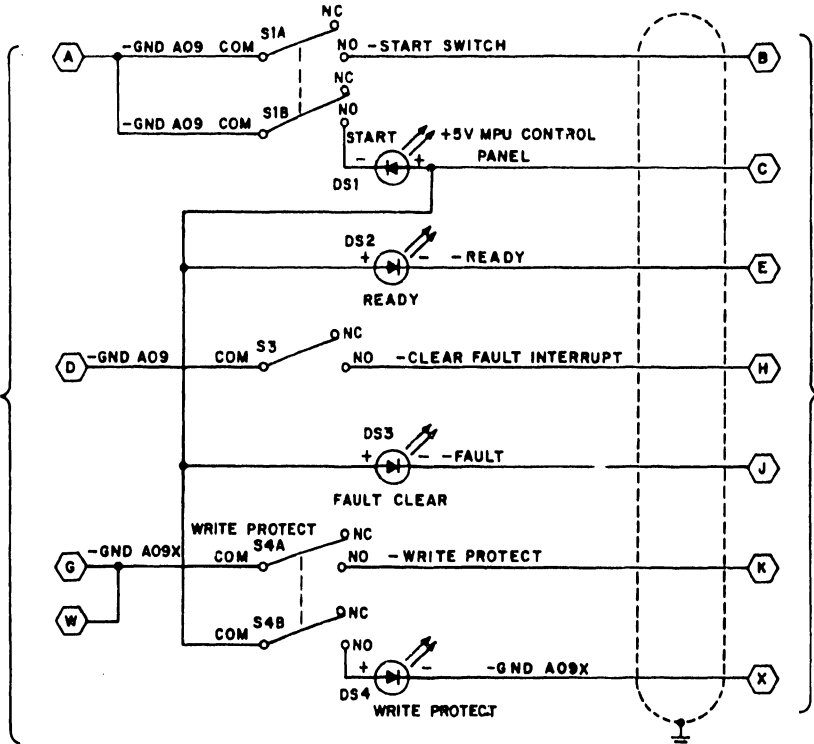 NC
S1A
A -GND A09 COM NO -START SWITCH B
NC
S1B
-GND A09 COM NO
START +5V MPU CONTROL
- + PANEL C
DS1
DS2
+ - -READY E
READY
NC
S3
D -GND A09 COM NO -CLEAR FAULT INTERRUPT H
DS3
+ - -FAULT J
FAULT CLEAR
WRITE PROTECT NC
-GND A09X S4A
G COM NO -WRITE PROTECT K
W
NC
S4B
COM NO
+ - -GND A09X X
DS4
WRITE PROTECT